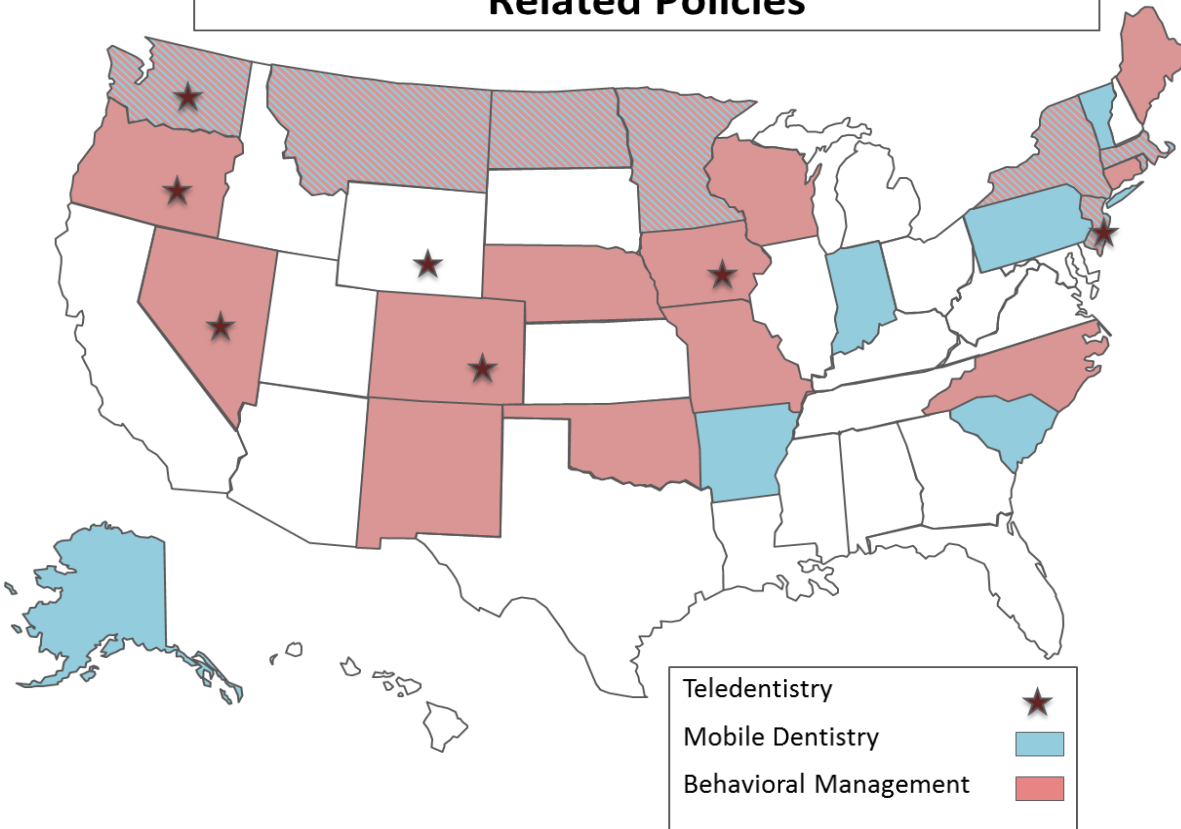 Related Policies
Teledentistry
Mobile Dentistry
Behavioral Management